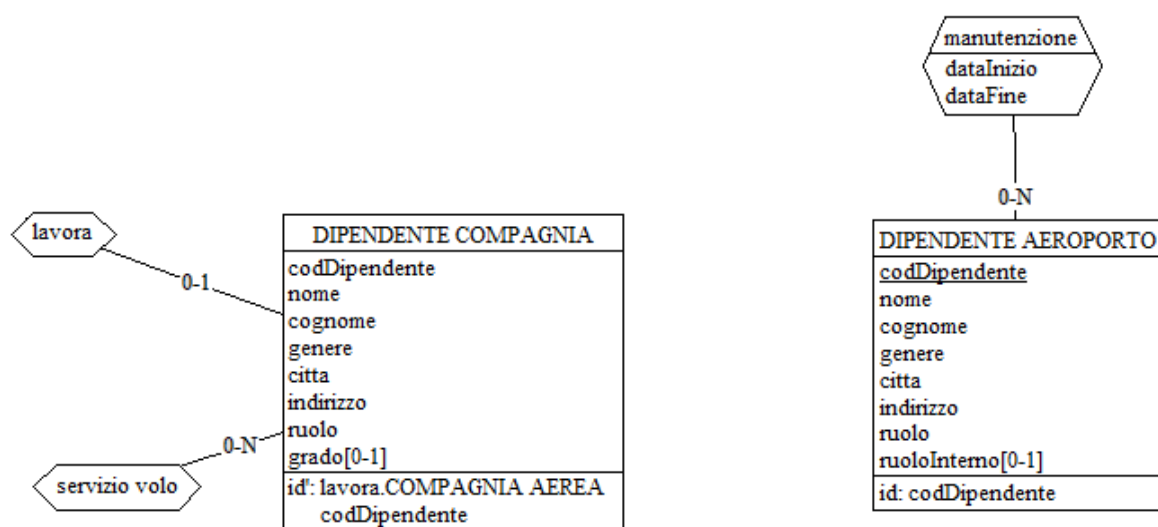 manutenzione
dataInizio
dataFine
0-N
lavora
0-1
DIPENDENTE COMPAGNIA
codDipendente
nome
cognome
genere
citta
indirizzo
ruolo
grado[0-1]
id': lavora.COMPAGNIA AEREA
codDipendente
0-N
servizio volo
DIPENDENTE AEROPORTO
codDipendente
nome
cognome
genere
citta
indirizzo
ruolo
ruoloInterno[0-1]
id: codDipendente